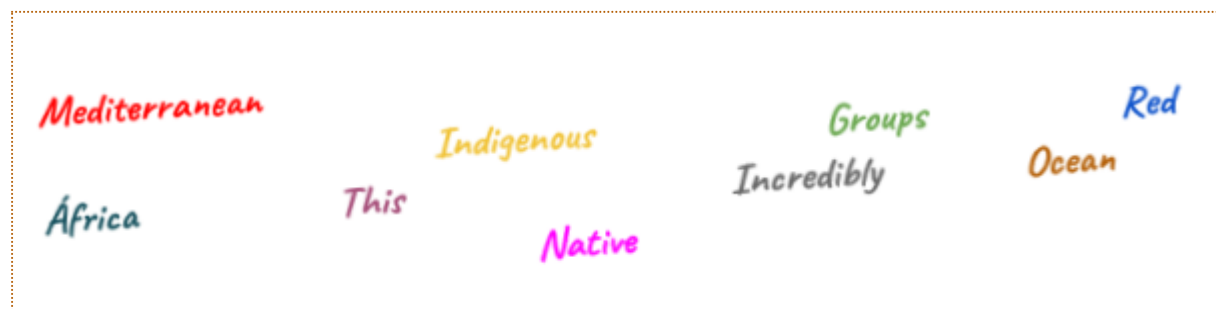 Mediterranean
Indigenous
Groups
Red
Incredibly
Ocean
África
This
Native